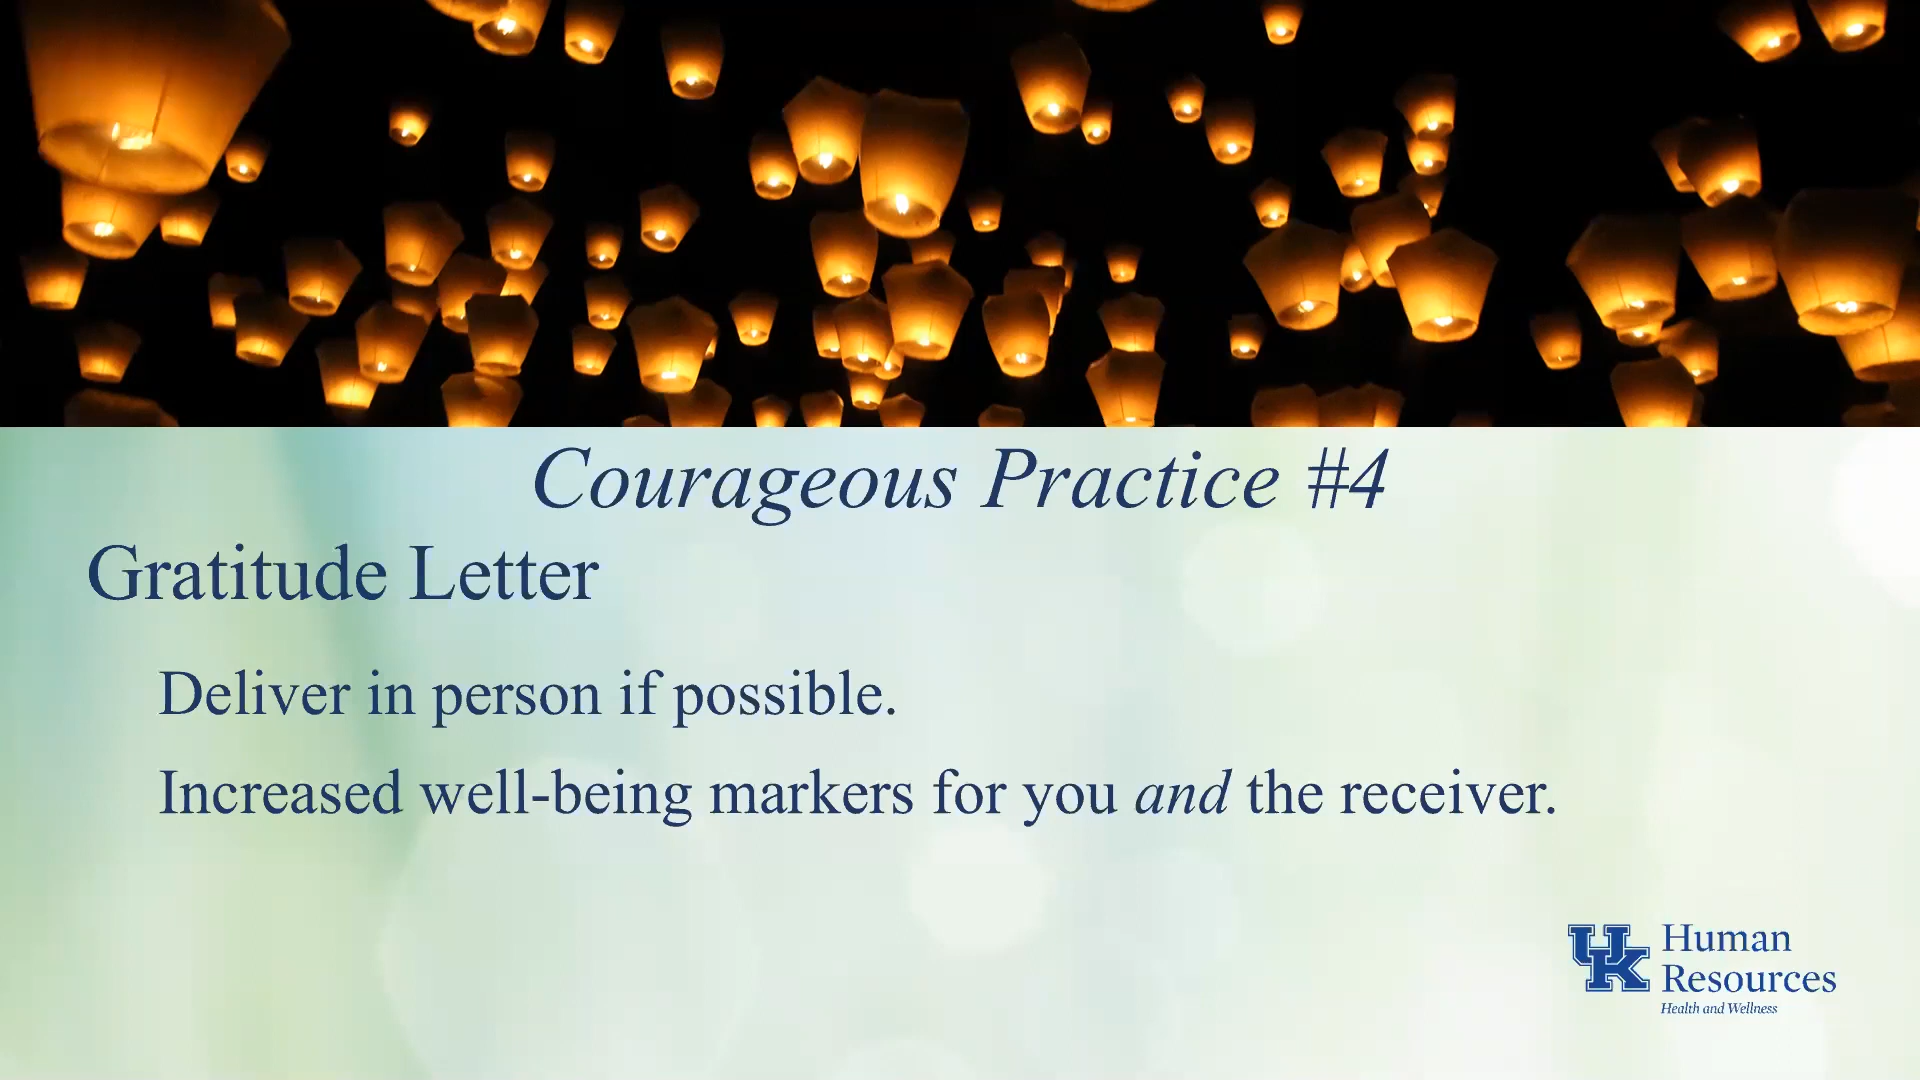 Courageous Practice #4
Gratitude Letter
Deliver in person if possible.
Increased well-being markers for you and the receiver.
UK
Human
Resources
Health and Wellness